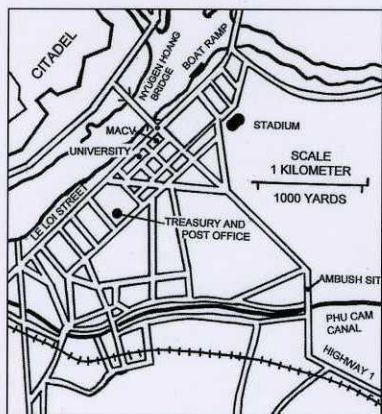 CITADEL
NYUGEN HOANG
BRIDGE
BOAT RAMP
MACV
UNIVERSITY
STADIUM
SCALE
1 KILOMETER
1000 YARDS
LE LOI STREET
TREASURY AND
POST OFFICE
AMBUSH SIT
PHU CAM
CANAL
HIGHWAY 1